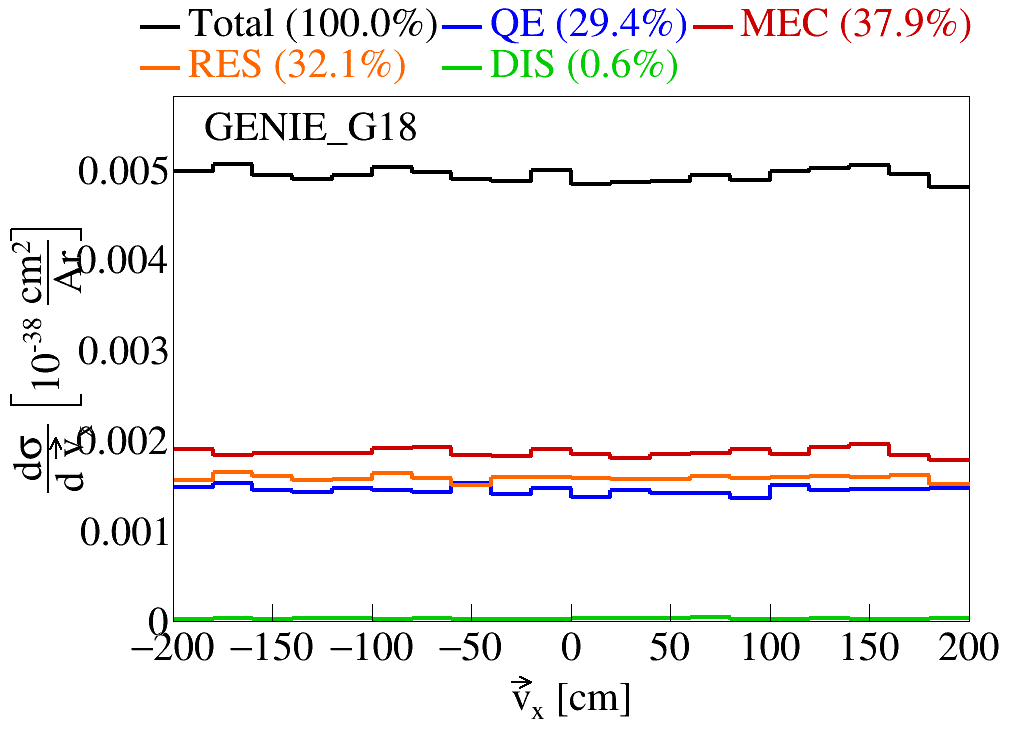 Total (100.0%) QE (29.4%) MEC (37.9%)
RES (32.1%) DIS (0.6%)
GENIE_G18
0.005
0.004
0.003
0.002
0.001
0
−200 −150 −100 −50 0 50 100 150 200
v⃗x [cm]
dσ/d v⃗x [10^-38 cm²/Ar]